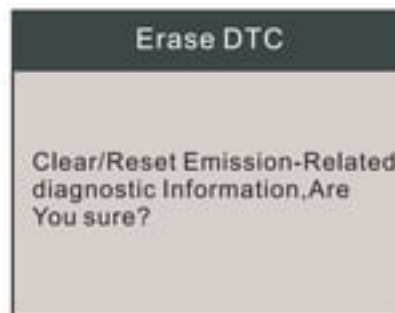 Erase DTC
Clear/Reset Emission-Related
diagnostic Information,Are
You sure?